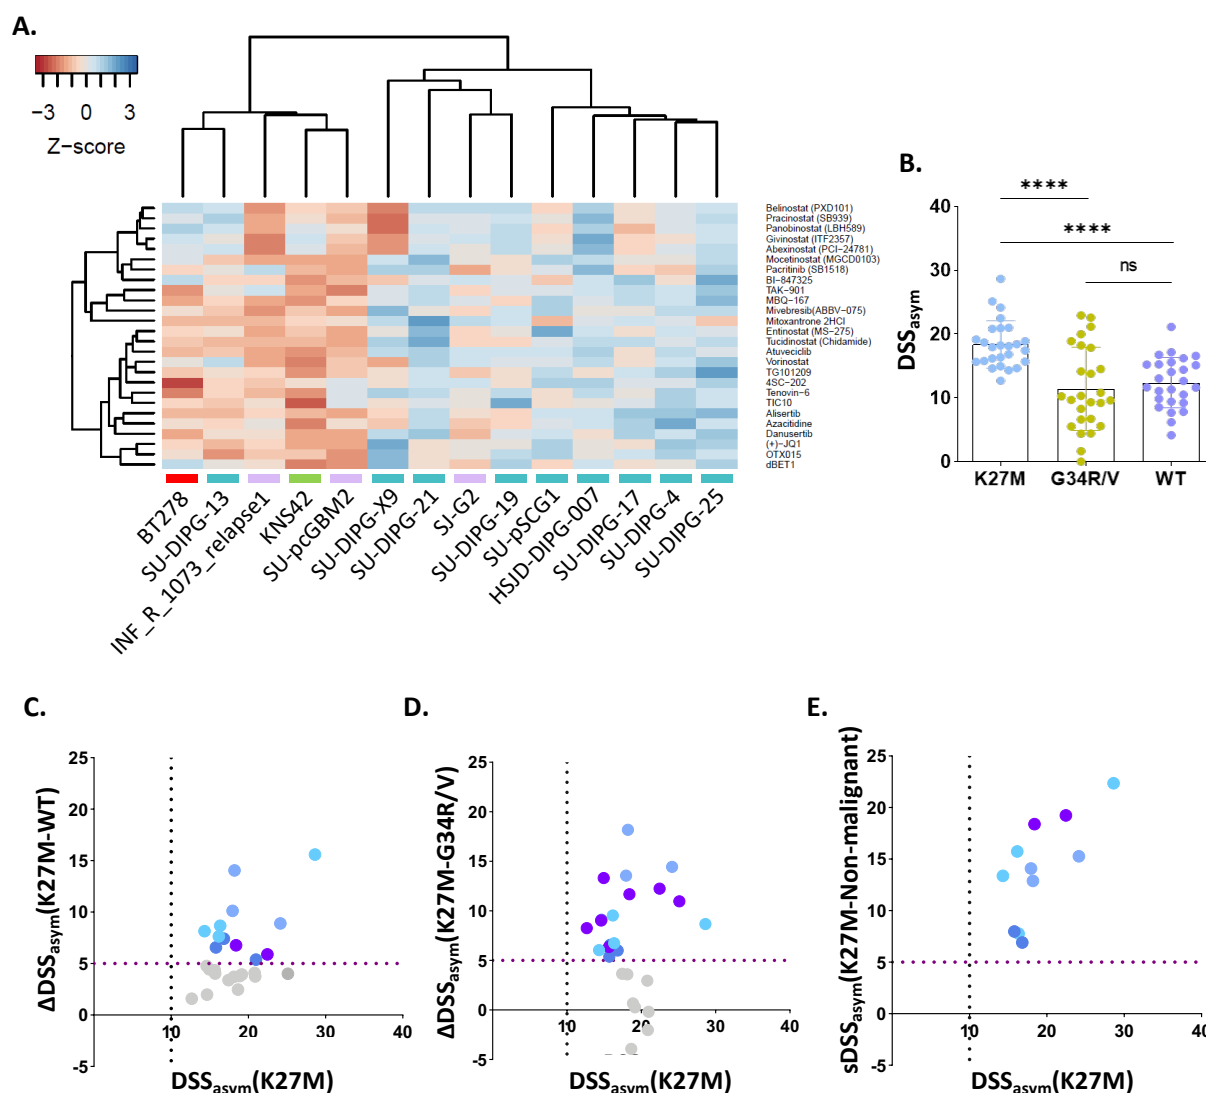 A.
−3 0 3
Z−score
Belinostat (PXD101)
Pracinostat (SB939)
Panobinostat (LBH589)
Givinostat (ITF2357)
Abexinostat (PCI−24781)
Mocetinostat (MGCD0103)
Pacritinib (SB1518)
BI−847325
TAK−901
MBQ−167
Mivebresib(ABBV−075)
Mitoxantrone 2HCl
Entinostat (MS−275)
Tucidinostat (Chidamide)
Atuveciclib
Vorinostat
TG101209
4SC−202
Tenovin−6
TIC10
Alisertib
Azacitidine
Danusertib
(+)−JQ1
OTX015
dBET1
BT278
SU-DIPG-13
INF_R_1073_relapse1
KNS42
SU-pcGBM2
SU-DIPG-X9
SU-DIPG-21
SJ-G2
SU-DIPG-19
SU-pSCG1
HSJD-DIPG-007
SU-DIPG-17
SU-DIPG-4
SU-DIPG-25
B.
****
****
ns
DSSasym
40
30
20
10
0
K27M G34R/V WT
C.
ΔDSSasym(K27M-WT)
25
20
15
10
5
0
-5
10 20 30 40
DSSasym(K27M)
D.
ΔDSSasym(K27M-G34R/V)
25
20
15
10
5
0
-5
10 20 30 40
DSSasym(K27M)
E.
sDSSasym(K27M-Non-malignant)
25
20
15
10
5
0
-5
10 20 30 40
DSSasym(K27M)